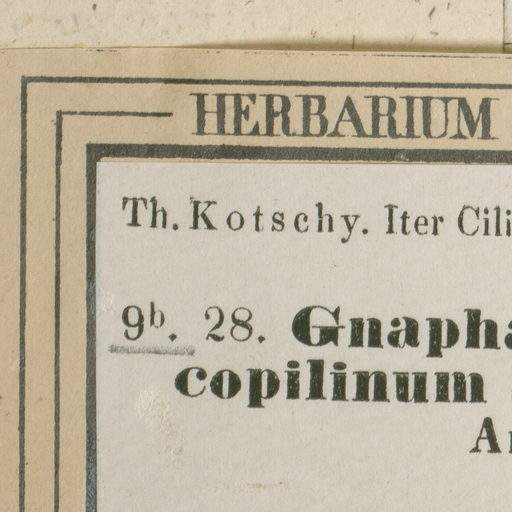 HERBARIUM
Th. Kotschy. Iter Cili
9b. 28. Gnapha
copilinum